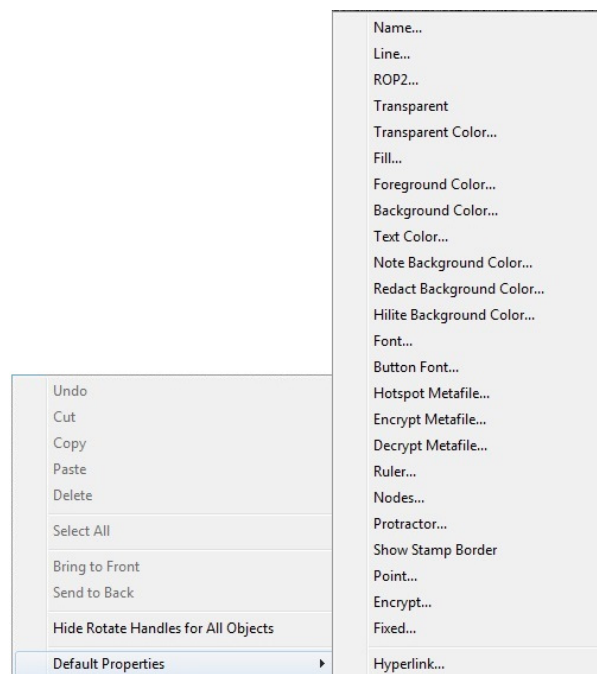 Undo
Cut
Copy
Paste
Delete
Select All
Bring to Front
Send to Back
Hide Rotate Handles for All Objects
Default Properties
Name...
Line...
ROP2...
Transparent
Transparent Color...
Fill...
Foreground Color...
Background Color...
Text Color...
Note Background Color...
Redact Background Color...
Hilite Background Color...
Font...
Button Font...
Hotspot Metafile...
Encrypt Metafile...
Decrypt Metafile...
Ruler...
Nodes...
Protractor...
Show Stamp Border
Point...
Encrypt...
Fixed...
Hyperlink...